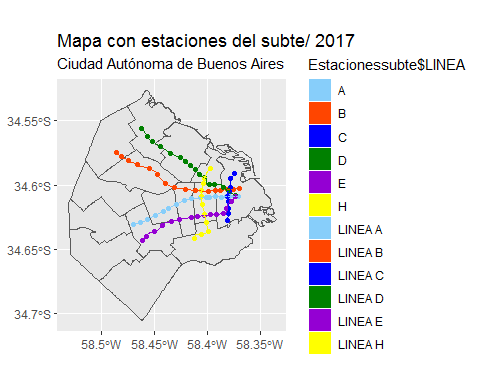 Mapa con estaciones del subte/ 2017
Ciudad Autónoma de Buenos Aires
Estacionessubte$LINEA
A
B
C
D
E
H
LINEA A
LINEA B
LINEA C
LINEA D
LINEA E
LINEA H
34.55°S
34.6°S
34.65°S
34.7°S
58.5°W
58.45°W
58.4°W
58.35°W